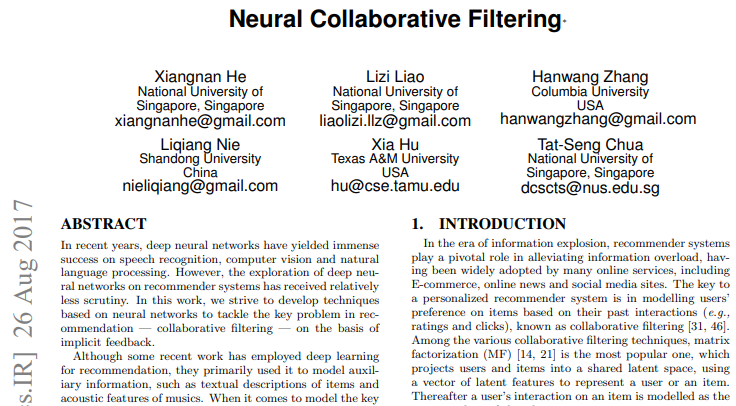 Neural Collaborative Filtering
Xiangnan He
National University of
Singapore, Singapore
xiangnanhe@gmail.com
Lizi Liao
National University of
Singapore, Singapore
liaolizi.llz@gmail.com
Hanwang Zhang
Columbia University
USA
hanwangzhang@gmail.com
Liqiang Nie
Shandong University
China
nieliqiang@gmail.com
Xia Hu
Texas A&M University
USA
hu@cse.tamu.edu
Tat-Seng Chua
National University of
Singapore, Singapore
dcscts@nus.edu.sg
ABSTRACT
In recent years, deep neural networks have yielded immense
success on speech recognition, computer vision and natural
language processing. However, the exploration of deep neu-
ral networks on recommender systems has received relatively
less scrutiny. In this work, we strive to develop techniques
based on neural networks to tackle the key problem in rec-
ommendation — collaborative filtering — on the basis of
implicit feedback.
Although some recent work has employed deep learning
for recommendation, they primarily used it to model auxil-
iary information, such as textual descriptions of items and
acoustic features of musics. When it comes to model the key
1. INTRODUCTION
In the era of information explosion, recommender systems
play a pivotal role in alleviating information overload, hav-
ing been widely adopted by many online services, including
E-commerce, online news and social media sites. The key to
a personalized recommender system is in modelling users'
preference on items based on their past interactions (e.g.,
ratings and clicks), known as collaborative filtering [31, 46].
Among the various collaborative filtering techniques, matrix
factorization (MF) [14, 21] is the most popular one, which
projects users and items into a shared latent space, using
a vector of latent features to represent a user or an item.
Thereafter a user's interaction on an item is modelled as the
s.IR] 26 Aug 2017